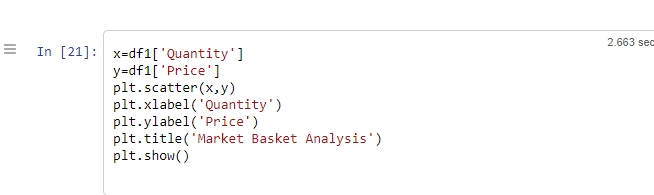 2.663 sec
In [21]:
x=df1['Quantity']
y=df1['Price']
plt.scatter(x,y)
plt.xlabel('Quantity')
plt.ylabel('Price')
plt.title('Market Basket Analysis')
plt.show()